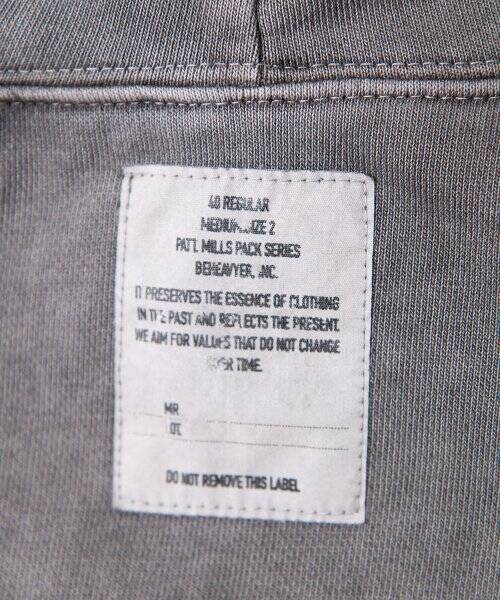 40 REGULAR
MEDIUM SIZE 2
PAT'L MILLS PACK SERIES
BEHEAVYER, INC.
IT PRESERVES THE ESSENCE OF CLOTHING
IN THE PAST AND REFLECTS THE PRESENT.
WE AIM FOR VALUES THAT DO NOT CHANGE
OVER TIME.
MR.
DT.
DO NOT REMOVE THIS LABEL